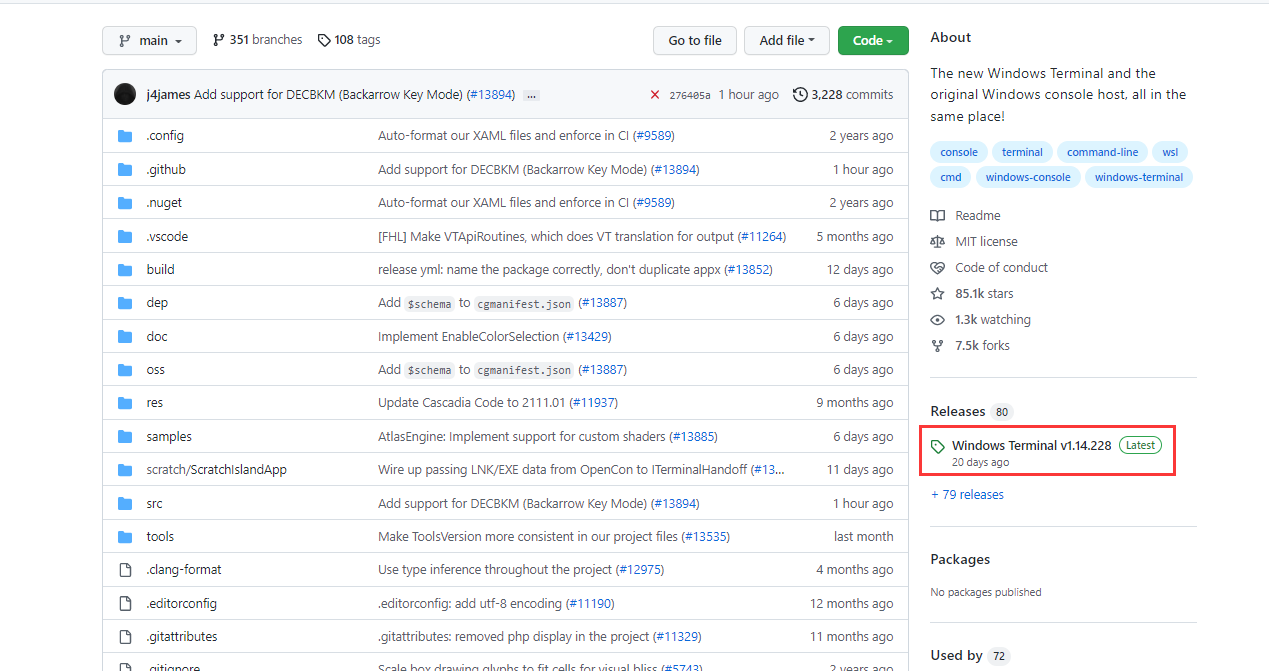 main
351 branches
108 tags
Go to file
Add file
Code
j4james Add support for DECBKM (Backarrow Key Mode) (#13894) ...
276405a 1 hour ago
3,228 commits
.config Auto-format our XAML files and enforce in CI (#9589) 2 years ago
.github Add support for DECBKM (Backarrow Key Mode) (#13894) 1 hour ago
.nuget Auto-format our XAML files and enforce in CI (#9589) 2 years ago
.vscode [FHL] Make VTApiRoutines, which does VT translation for output (#11264) 5 months ago
build release yml: name the package correctly, don't duplicate appx (#13852) 12 days ago
dep Add $schema to cgmanifest.json (#13887) 6 days ago
doc Implement EnableColorSelection (#13429) 6 days ago
oss Add $schema to cgmanifest.json (#13887) 6 days ago
res Update Cascadia Code to 2111.01 (#11937) 9 months ago
samples AtlasEngine: Implement support for custom shaders (#13885) 6 days ago
scratch/ScratchIslandApp Wire up passing LNK/EXE data from OpenCon to ITerminalHandoff (#13... 11 days ago
src Add support for DECBKM (Backarrow Key Mode) (#13894) 1 hour ago
tools Make ToolsVersion more consistent in our project files (#13535) last month
.clang-format Use type inference throughout the project (#12975) 4 months ago
.editorconfig .editorconfig: add utf-8 encoding (#11190) 12 months ago
.gitattributes .gitattributes: removed php display in the project (#11329) 11 months ago
.gitignore Scale box drawing glyphs to fit cells for visual bliss (#5743) 2 years ago
About
The new Windows Terminal and the
original Windows console host, all in the
same place!
console terminal command-line wsl
cmd windows-console windows-terminal
Readme
MIT license
Code of conduct
85.1k stars
1.3k watching
7.5k forks
Releases 80
Windows Terminal v1.14.228 Latest
20 days ago
+ 79 releases
Packages
No packages published
Used by 72